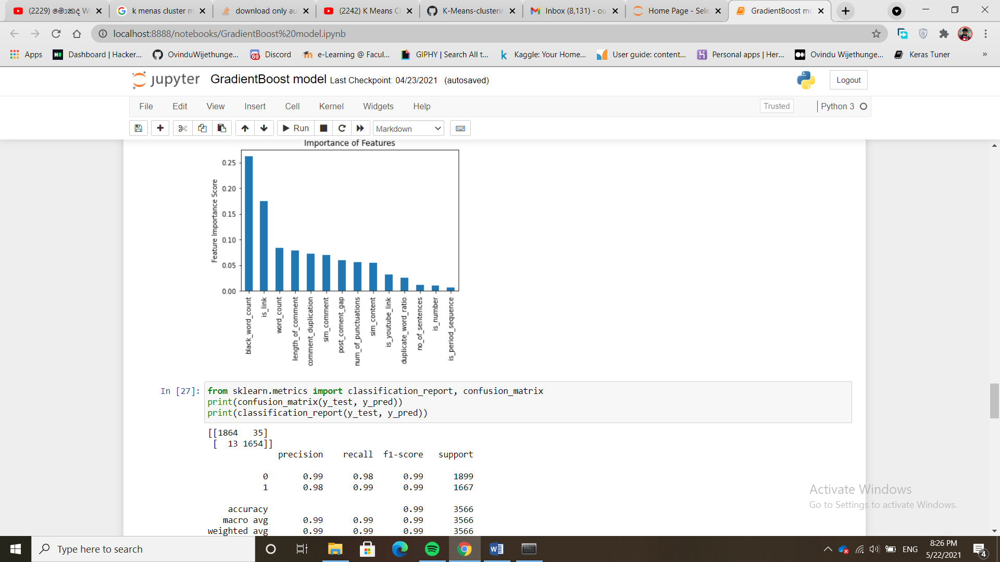 (2229) මොකද W
k menas cluster m
download only au
(2242) K Means Cl
K-Means-clusterin
Inbox (8,131) - ou
Home Page - Sele
GradientBoost mo
localhost:8888/notebooks/GradientBoost%20model.ipynb
Apps
Dashboard | Hacker...
OvinduWijethunge...
69
Discord
e-Learning @ Facul...
GIPHY | Search All t...
Kaggle: Your Home...
User guide: content...
Personal apps | Her...
Ovindu Wijethunge...
Keras Tuner
»
jupyter GradientBoost model Last Checkpoint: 04/23/2021 (autosaved)
Logout
File Edit View Insert Cell Kernel Widgets Help
Trusted
Python 3
Run
Markdown
Importance of Features
Feature Importance Score
0.25
0.20
0.15
0.10
0.05
0.00
black_word_count
is_link
word_count
length_of_comment
comment_duplication
sim_comment
post_coment_gap
num_of_punctuations
sim_content
is_youtube_link
duplicate_word_ratio
no_of_sentences
is_number
is_period_sequence
In [27]:
from sklearn.metrics import classification_report, confusion_matrix
print(confusion_matrix(y_test, y_pred))
print(classification_report(y_test, y_pred))
[[1864 35]
[ 13 1654]]
precision recall f1-score support
0 0.99 0.98 0.99 1899
1 0.98 0.99 0.99 1667
accuracy 0.99 3566
macro avg 0.99 0.99 0.99 3566
weighted avg 0.99 0.99 0.99 3566
Activate Windows
Go to Settings to activate Windows.
Type here to search
ENG
8:26 PM
5/22/2021
4